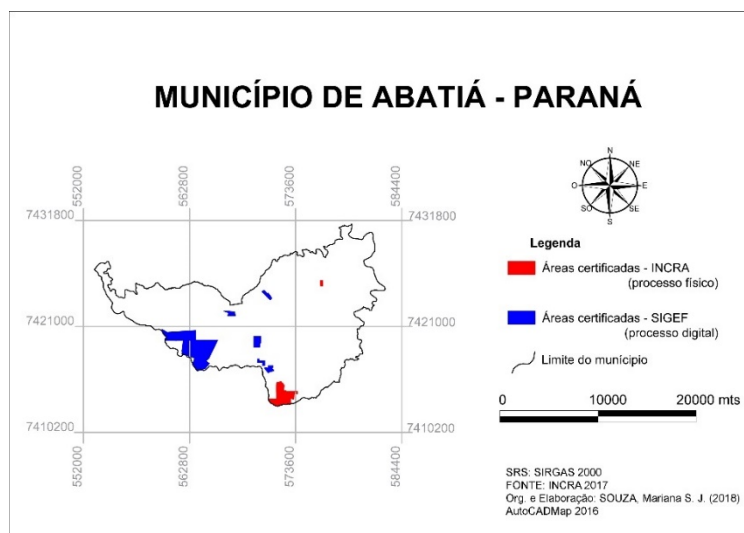 MUNICÍPIO DE ABATIÁ - PARANÁ
552000
562800
573600
584400
7431800
7431800
7421000
7421000
7410200
7410200
552000
562800
573600
584400
N
NO
NE
O
E
SO
SE
S
Legenda
Áreas certificadas - INCRA
(processo físico)
Áreas certificadas - SIGEF
(processo digital)
Limite do munícipio
0 10000 20000 mts
SRS: SIRGAS 2000
FONTE: INCRA 2017
Org. e Elaboração: SOUZA, Mariana S. J. (2018)
AutoCADMap 2016